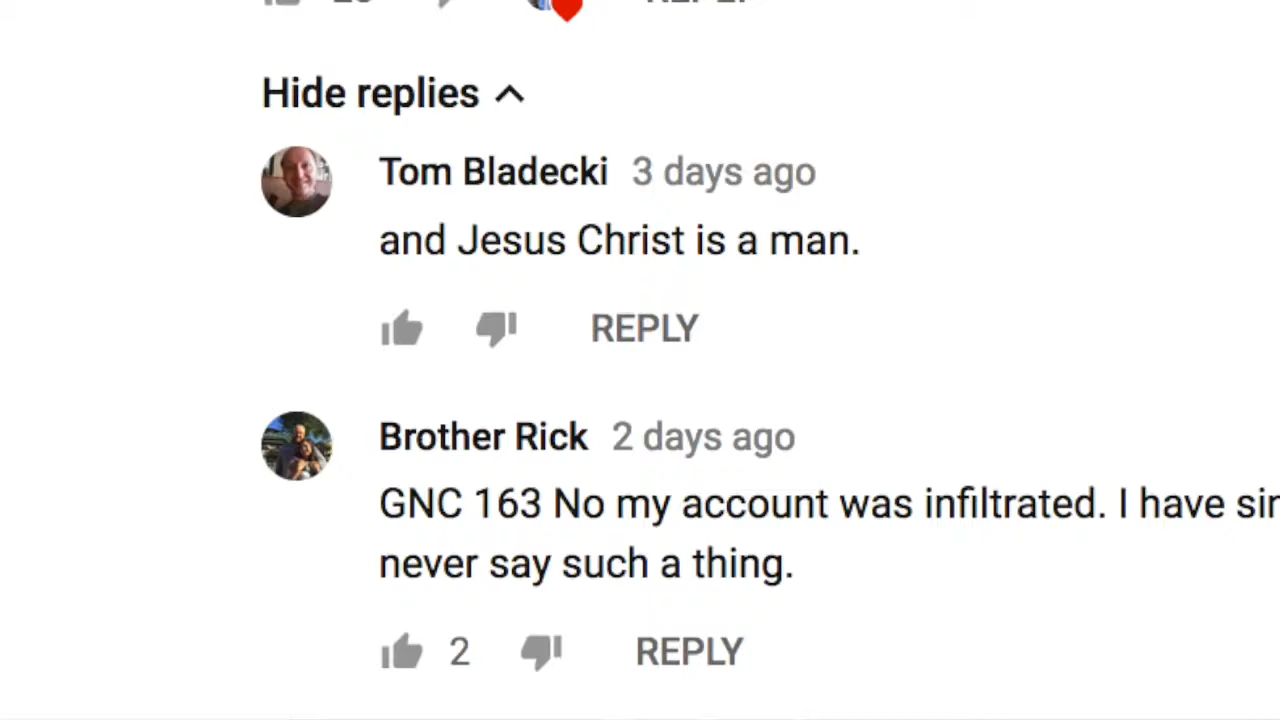 Hide replies
Tom Bladecki 3 days ago
and Jesus Christ is a man.
REPLY
Brother Rick 2 days ago
GNC 163 No my account was infiltrated. I have
never say such a thing.
2 REPLY